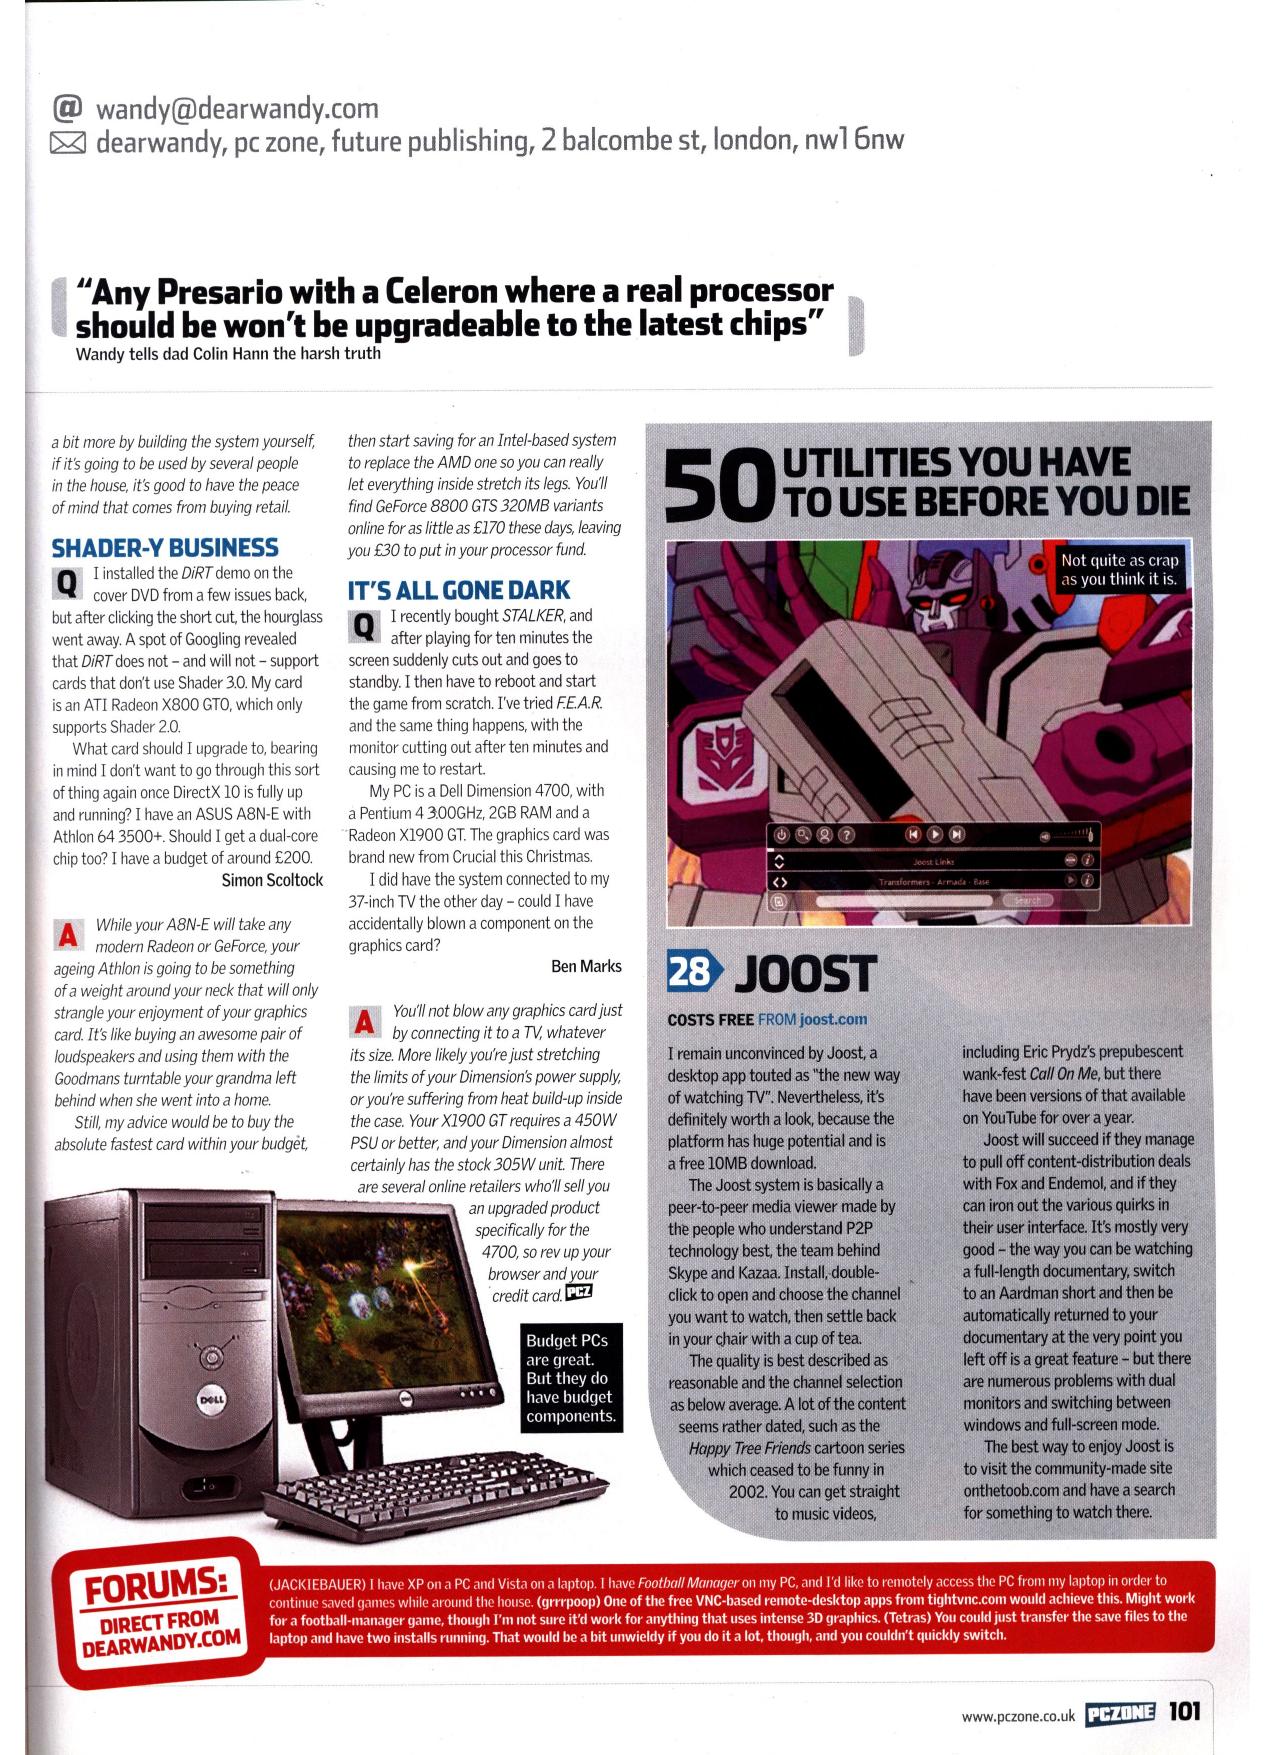 @ wandy@dearwandy.com
dearwandy, pc zone, future publishing, 2 balcombe st, london, nw1 6nw
“Any Presario with a Celeron where a real processor
should be won’t be upgradeable to the latest chips”
Wandy tells dad Colin Hann the harsh truth
a bit more by building the system yourself,
if it’s going to be used by several people
in the house, it’s good to have the peace
of mind that comes from buying retail.
SHADER-Y BUSINESS
Q I installed the DiRT demo on the
cover DVD from a few issues back,
but after clicking the short cut, the hourglass
went away. A spot of Googling revealed
that DiRT does not – and will not – support
cards that don’t use Shader 3.0. My card
is an ATI Radeon X800 GTO, which only
supports Shader 2.0.
What card should I upgrade to, bearing
in mind I don’t want to go through this sort
of thing again once DirectX 10 is fully up
and running? I have an ASUS A8N-E with
Athlon 64 3500+. Should I get a dual-core
chip too? I have a budget of around £200.
Simon Scoltock
A While your A8N-E will take any
modern Radeon or GeForce, your
ageing Athlon is going to be something
of a weight around your neck that will only
strangle your enjoyment of your graphics
card. It’s like buying an awesome pair of
loudspeakers and using them with the
Goodmans turntable your grandma left
behind when she went into a home.
Still, my advice would be to buy the
absolute fastest card within your budget,
then start saving for an Intel-based system
to replace the AMD one so you can really
let everything inside stretch its legs. You’ll
find GeForce 8800 GTS 320MB variants
online for as little as £170 these days, leaving
you £30 to put in your processor fund.
IT’S ALL GONE DARK
Q I recently bought STALKER, and
after playing for ten minutes the
screen suddenly cuts out and goes to
standby. I then have to reboot and start
the game from scratch. I’ve tried F.E.A.R.
and the same thing happens, with the
monitor cutting out after ten minutes and
causing me to restart.
My PC is a Dell Dimension 4700, with
a Pentium 4 3.00GHz, 2GB RAM and a
Radeon X1900 GT. The graphics card was
brand new from Crucial this Christmas.
I did have the system connected to my
37-inch TV the other day – could I have
accidentally blown a component on the
graphics card?
Ben Marks
A You’ll not blow any graphics card just
by connecting it to a TV, whatever
its size. More likely you’re just stretching
the limits of your Dimension’s power supply,
or you’re suffering from heat build-up inside
the case. Your X1900 GT requires a 450W
PSU or better, and your Dimension almost
certainly has the stock 305W unit. There
are several online retailers who’ll sell you
an upgraded product
specifically for the
4700, so rev up your
browser and your
credit card. PCZ
DELL
Budget PCs
are great.
But they do
have budget
components.
50 UTILITIES YOU HAVE
TO USE BEFORE YOU DIE
Not quite as crap
as you think it is.
Joost Links
Transformers - Armada - Base
Search
28 JOOST
COSTS FREE FROM joost.com
I remain unconvinced by Joost, a
desktop app touted as “the new way
of watching TV”. Nevertheless, it’s
definitely worth a look, because the
platform has huge potential and is
a free 10MB download.
The Joost system is basically a
peer-to-peer media viewer made by
the people who understand P2P
technology best, the team behind
Skype and Kazaa. Install, double-
click to open and choose the channel
you want to watch, then settle back
in your chair with a cup of tea.
The quality is best described as
reasonable and the channel selection
as below average. A lot of the content
seems rather dated, such as the
Happy Tree Friends cartoon series
which ceased to be funny in
2002. You can get straight
to music videos,
including Eric Prydz’s prepubescent
wank-fest Call On Me, but there
have been versions of that available
on YouTube for over a year.
Joost will succeed if they manage
to pull off content-distribution deals
with Fox and Endemol, and if they
can iron out the various quirks in
their user interface. It’s mostly very
good – the way you can be watching
a full-length documentary, switch
to an Aardman short and then be
automatically returned to your
documentary at the very point you
left off is a great feature – but there
are numerous problems with dual
monitors and switching between
windows and full-screen mode.
The best way to enjoy Joost is
to visit the community-made site
onthetoob.com and have a search
for something to watch there.
FORUMS:
DIRECT FROM
DEARWANDY.COM
(JACKIEBAUER) I have XP on a PC and Vista on a laptop. I have Football Manager on my PC, and I’d like to remotely access the PC from my laptop in order to
continue saved games while around the house. (grrrpoop) One of the free VNC-based remote-desktop apps from tightvnc.com would achieve this. Might work
for a football-manager game, though I’m not sure it’d work for anything that uses intense 3D graphics. (Tetras) You could just transfer the save files to the
laptop and have two installs running. That would be a bit unwieldy if you do it a lot, though, and you couldn’t quickly switch.
www.pczone.co.uk PCZONE 101